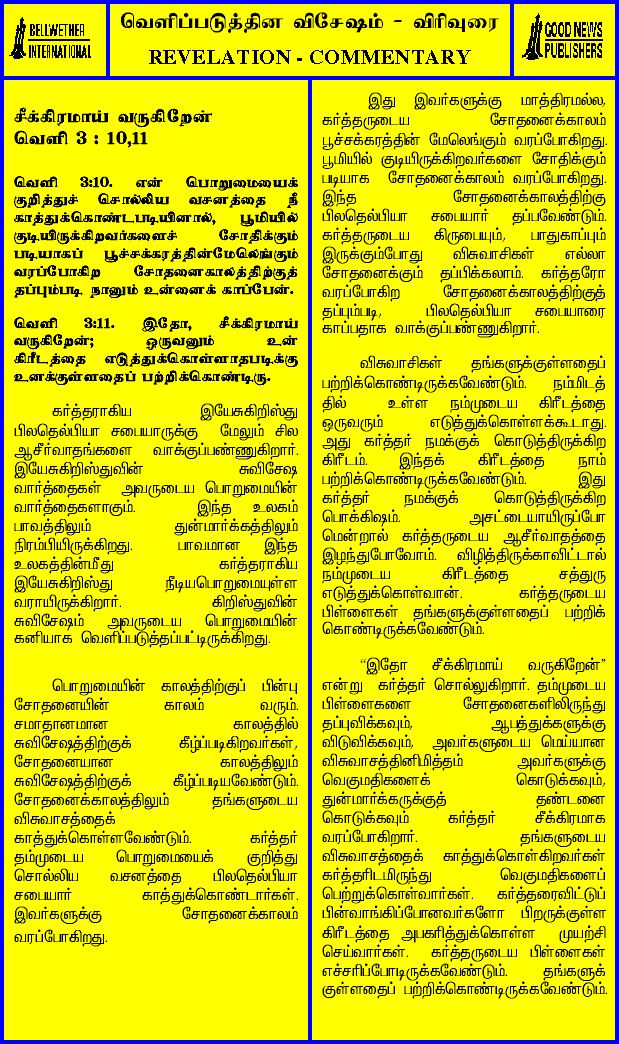 BELLWETHER
INTERNATIONAL
வெளிப்படுத்தின விசேஷம் - விரிவுரை
REVELATION - COMMENTARY
GOOD NEWS
PUBLISHERS
சீக்கிரமாய் வருகிறேன்
வெளி 3 : 10,11
வெளி 3:10. என் பொறுமையைக்
குறித்துச் சொல்லிய வசனத்தை நீ
காத்துக்கொண்டபடியினால், பூமியில்
குடியிருக்கிறவர்களைச் சோதிக்கும்
படியாகப் பூச்சக்கரத்தின்மேலெங்கும்
வரப்போகிற சோதனைகாலத்திற்குத்
தப்பும்படி நானும் உன்னைக் காப்பேன்.
வெளி 3:11. இதோ, சீக்கிரமாய்
வருகிறேன்; ஒருவனும் உன்
கிரீடத்தை எடுத்துக்கொள்ளாதபடிக்கு
உனக்குள்ளதைப் பற்றிக்கொண்டிரு.
கர்த்தராகிய இயேசுகிறிஸ்து
பிலதெல்பியா சபையாருக்கு மேலும் சில
ஆசீர்வாதங்களை வாக்குப்பண்ணுகிறார்.
இயேசுகிறிஸ்துவின் சுவிசேஷ
வார்த்தைகள் அவருடைய பொறுமையின்
வார்த்தைகளாகும். இந்த உலகம்
பாவத்திலும் துன்மார்க்கத்திலும்
நிரம்பியிருக்கிறது. பாவமான இந்த
உலகத்தின்மீது கர்த்தராகிய
இயேசுகிறிஸ்து நீடியபொறுமையுள்ள
வராயிருக்கிறார். கிறிஸ்துவின்
சுவிசேஷம் அவருடைய பொறுமையின்
கனியாக வெளிப்படுத்தப்பட்டிருக்கிறது.
பொறுமையின் காலத்திற்குப் பின்பு
சோதனையின் காலம் வரும்.
சமாதானமான காலத்தில்
சுவிசேஷத்திற்குக் கீழ்ப்படிகிறவர்கள்,
சோதனையான காலத்திலும்
சுவிசேஷத்திற்குக் கீழ்ப்படியவேண்டும்.
சோதனைக்காலத்திலும் தங்களுடைய
விசுவாசத்தைக்
காத்துக்கொள்ளவேண்டும். கர்த்தர்
தம்முடைய பொறுமையைக் குறித்து
சொல்லிய வசனத்தை பிலதெல்பியா
சபையார் காத்துக்கொண்டார்கள்.
இவர்களுக்கு சோதனைக்காலம்
வரப்போகிறது.
இது இவர்களுக்கு மாத்திரமல்ல,
கர்த்தருடைய சோதனைக்காலம்
பூச்சக்கரத்தின் மேலெங்கும் வரப்போகிறது.
பூமியில் குடியிருக்கிறவர்களை சோதிக்கும்
படியாக சோதனைக்காலம் வரப்போகிறது.
இந்த சோதனைக்காலத்திற்கு
பிலதெல்பியா சபையார் தப்பவேண்டும்.
கர்த்தருடைய கிருபையும், பாதுகாப்பும்
இருக்கும்போது விசுவாசிகள் எல்லா
சோதனைக்கும் தப்பிக்கலாம். கர்த்தரோ
வரப்போகிற சோதனைக்காலத்திற்குத்
தப்பும்படி, பிலதெல்பியா சபையாரை
காப்பதாக வாக்குப்பண்ணுகிறார்.
விசுவாசிகள் தங்களுக்குள்ளதைப்
பற்றிக்கொண்டிருக்கவேண்டும். நம்மிடத்
தில் உள்ள நம்முடைய கிரீடத்தை
ஒருவரும் எடுத்துக்கொள்ளக்கூடாது.
அது கர்த்தர் நமக்குக் கொடுத்திருக்கிற
கிரீடம். இந்தக் கிரீடத்தை நாம்
பற்றிக்கொண்டிருக்கவேண்டும். இது
கர்த்தர் நமக்குக் கொடுத்திருக்கிற
பொக்கிஷம். அசட்டையாயிருப்போ
மென்றால் கர்த்தருடைய ஆசீர்வாதத்தை
இழந்துபோவோம். விழித்திருக்காவிட்டால்
நம்முடைய கிரீடத்தை சத்துரு
எடுத்துக்கொள்வான். கர்த்தருடைய
பிள்ளைகள் தங்களுக்குள்ளதைப் பற்றிக்
கொண்டிருக்கவேண்டும்.
“இதோ சீக்கிரமாய் வருகிறேன்”
என்று கர்த்தர் சொல்லுகிறார். தம்முடைய
பிள்ளைகளை சோதனைகளிலிருந்து
தப்புவிக்கவும், ஆபத்துக்களுக்கு
விடுவிக்கவும், அவர்களுடைய மெய்யான
விசுவாசத்தினிமித்தம் அவர்களுக்கு
வெகுமதிகளைக் கொடுக்கவும்,
துன்மார்க்கருக்குத் தண்டனை
கொடுக்கவும் கர்த்தர் சீக்கிரமாக
வரப்போகிறார். தங்களுடைய
விசுவாசத்தைக் காத்துக்கொள்கிறவர்கள்
கர்த்தரிடமிருந்து வெகுமதிகளைப்
பெற்றுக்கொள்வார்கள். கர்த்தரைவிட்டுப்
பின்வாங்கிப்போனவர்களோ பிறருக்குள்ள
கிரீடத்தை அபகரித்துக்கொள்ள முயற்சி
செய்வார்கள். கர்த்தருடைய பிள்ளைகள்
எச்சரிப்போடிருக்கவேண்டும். தங்களுக்
குள்ளதைப் பற்றிக்கொண்டிருக்கவேண்டும்.